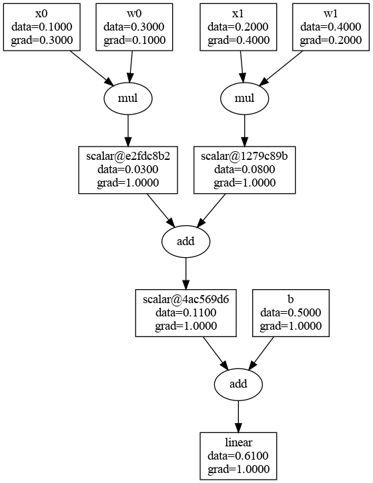 x0
data=0.1000
grad=0.3000
w0
data=0.3000
grad=0.1000
x1
data=0.2000
grad=0.4000
w1
data=0.4000
grad=0.2000
mul
mul
scalar@e2fdc8b2
data=0.0300
grad=1.0000
scalar@1279c89b
data=0.0800
grad=1.0000
add
scalar@4ac569d6
data=0.1100
grad=1.0000
b
data=0.5000
grad=1.0000
add
linear
data=0.6100
grad=1.0000